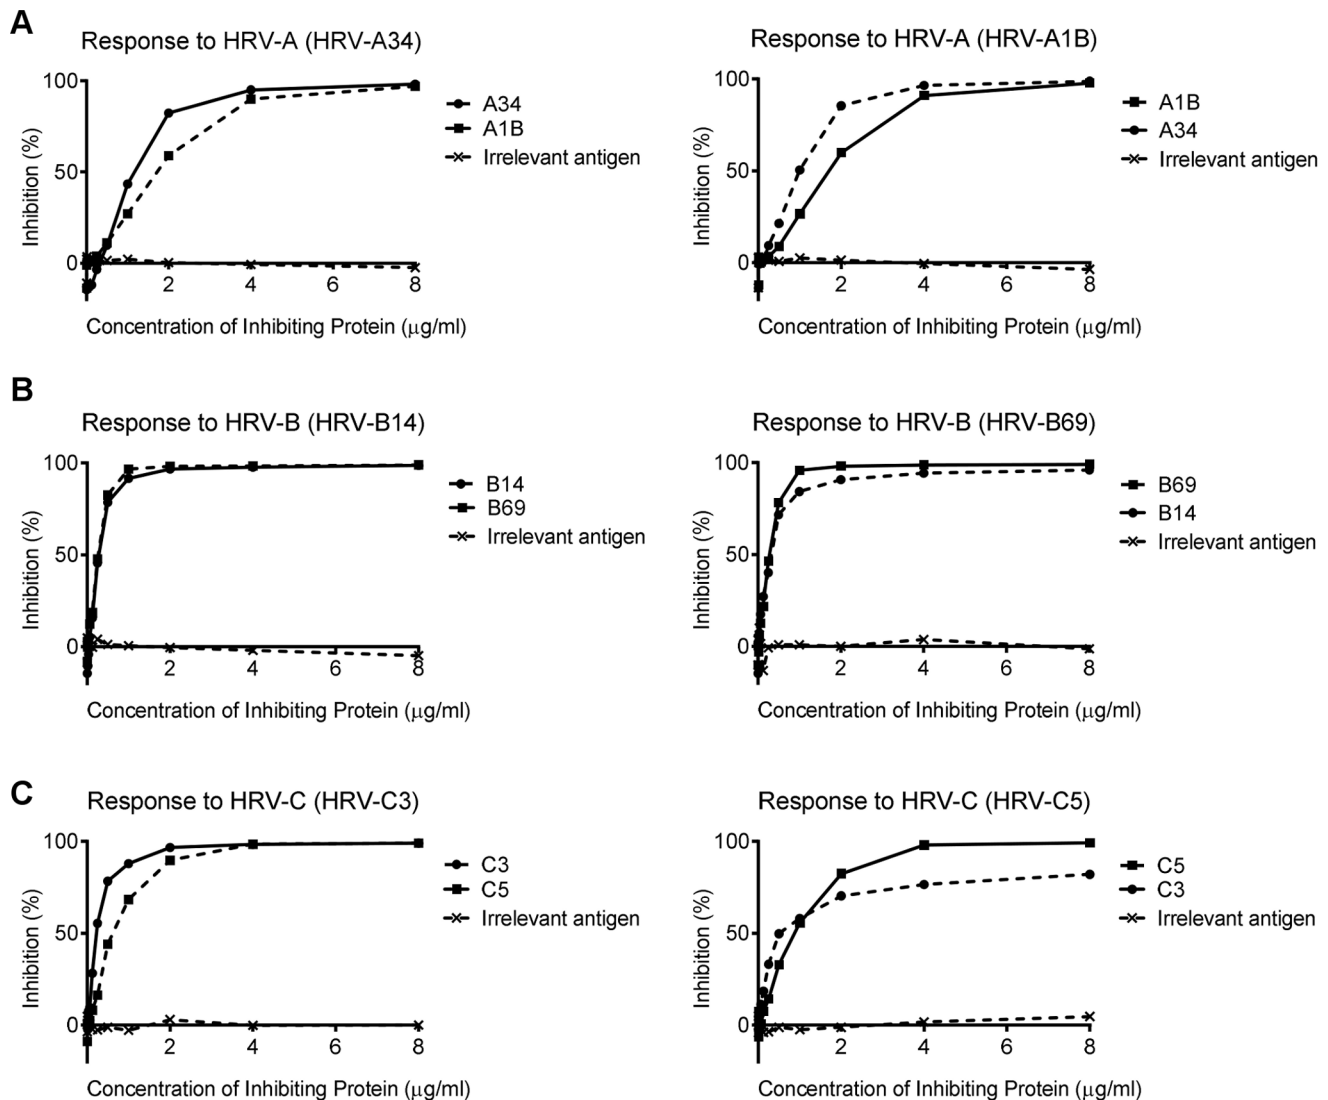 A
Response to HRV-A (HRV-A34)
100
50
0
2
4
6
8
Inhibition (%)
Concentration of Inhibiting Protein (μg/ml)
A34
A1B
Irrelevant antigen
Response to HRV-A (HRV-A1B)
100
50
0
2
4
6
8
Inhibition (%)
Concentration of Inhibiting Protein (μg/ml)
A1B
A34
Irrelevant antigen
B
Response to HRV-B (HRV-B14)
100
50
0
2
4
6
8
Inhibition (%)
Concentration of Inhibiting Protein (μg/ml)
B14
B69
Irrelevant antigen
Response to HRV-B (HRV-B69)
100
50
0
2
4
6
8
Inhibition (%)
Concentration of Inhibiting Protein (μg/ml)
B69
B14
Irrelevant antigen
C
Response to HRV-C (HRV-C3)
100
50
0
2
4
6
8
Inhibition (%)
Concentration of Inhibiting Protein (μg/ml)
C3
C5
Irrelevant antigen
Response to HRV-C (HRV-C5)
100
50
0
2
4
6
8
Inhibition (%)
Concentration of Inhibiting Protein (μg/ml)
C5
C3
Irrelevant antigen